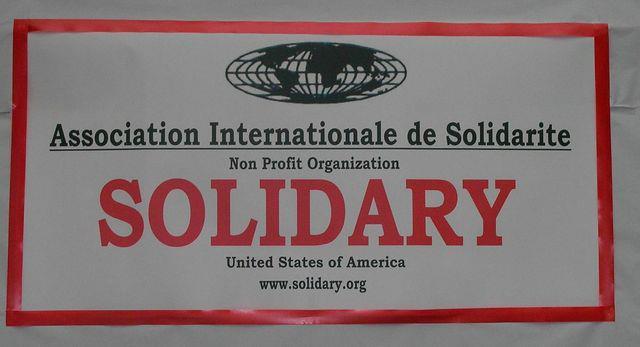 Association Internationale de Solidarite
Non Profit Organization
SOLIDARY
United States of America
www.solidary.org